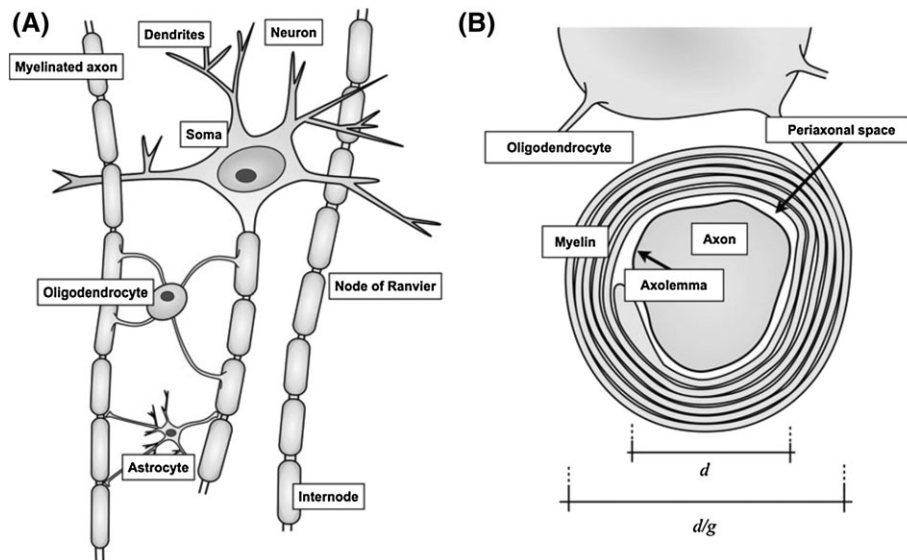 (A)
Dendrites
Neuron
Myelinated axon
Soma
Oligodendrocyte
Node of Ranvier
Astrocyte
Internode
(B)
Periaxonal space
Oligodendrocyte
Myelin
Axon
Axolemma
d
d/g